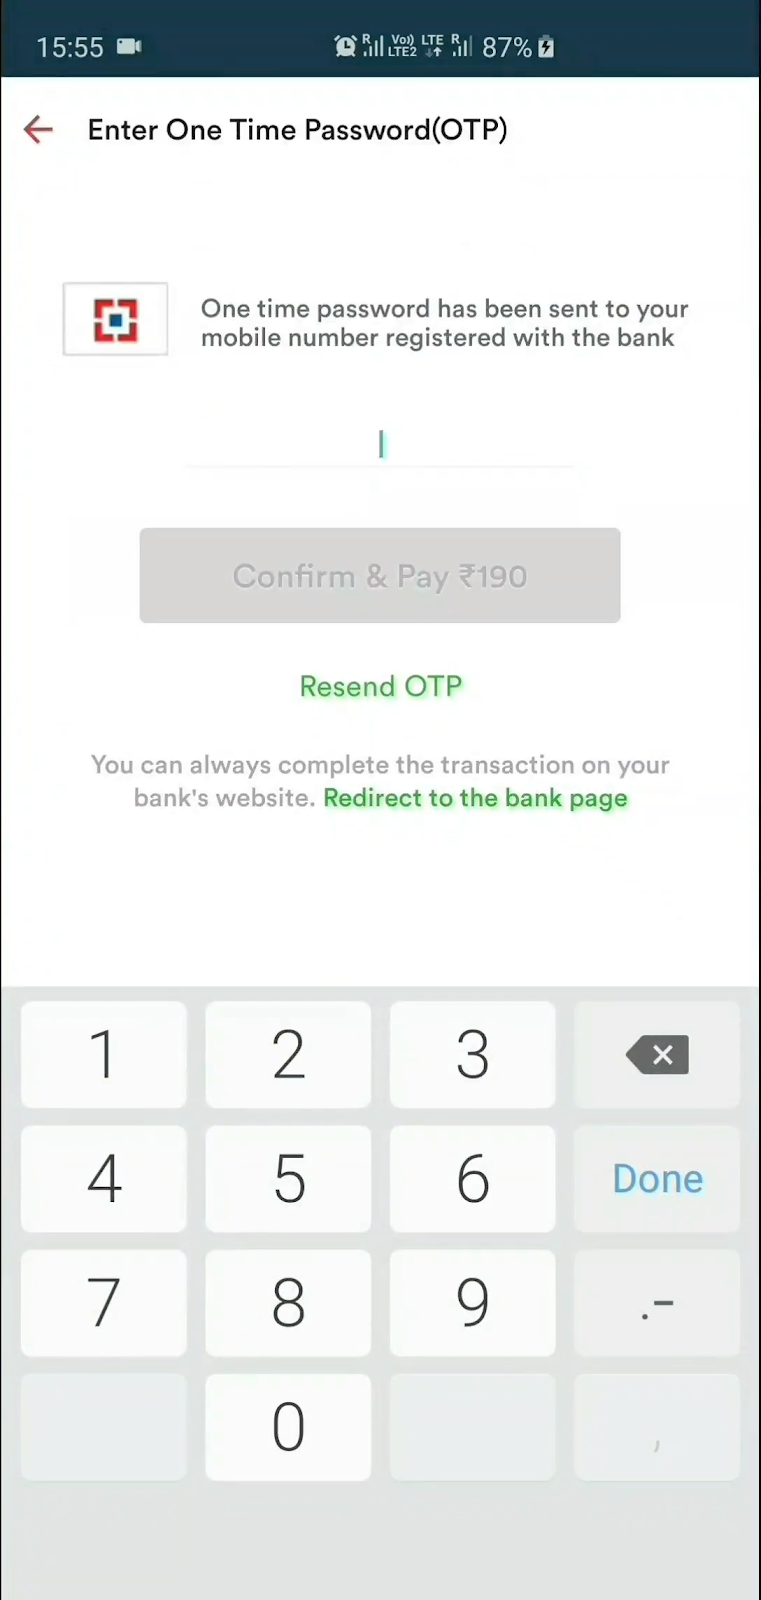 15:55 R Vo)) LTE R 87%
LTE2
Enter One Time Password(OTP)
One time password has been sent to your
mobile number registered with the bank
Confirm & Pay ₹190
Resend OTP
You can always complete the transaction on your
bank's website. Redirect to the bank page
1 2 3
4 5 6 Done
7 8 9 .-
0 ,